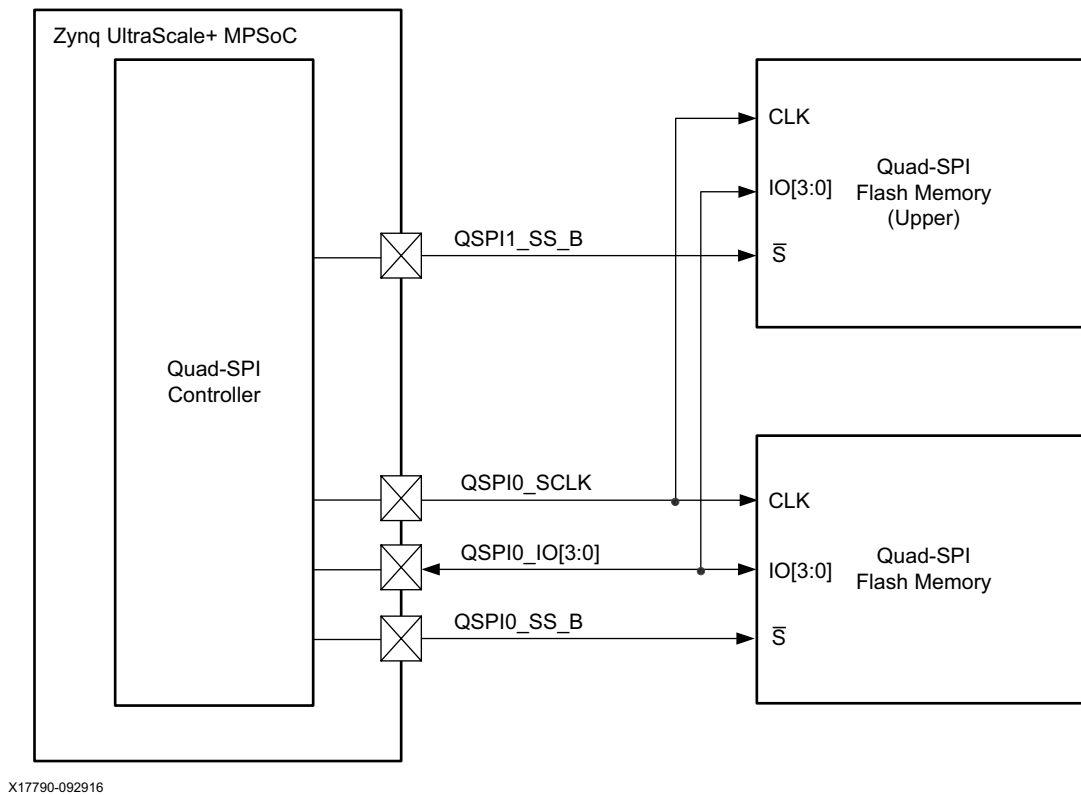 Zynq UltraScale+ MPSoC
CLK
Quad-SPI
Flash Memory
(Upper)
IO[3:0]
QSPI1_SS_B
S̅
Quad-SPI
Controller
QSPI0_SCLK
CLK
QSPI0_IO[3:0]
IO[3:0]
Quad-SPI
Flash Memory
QSPI0_SS_B
S̅
X17790-092916